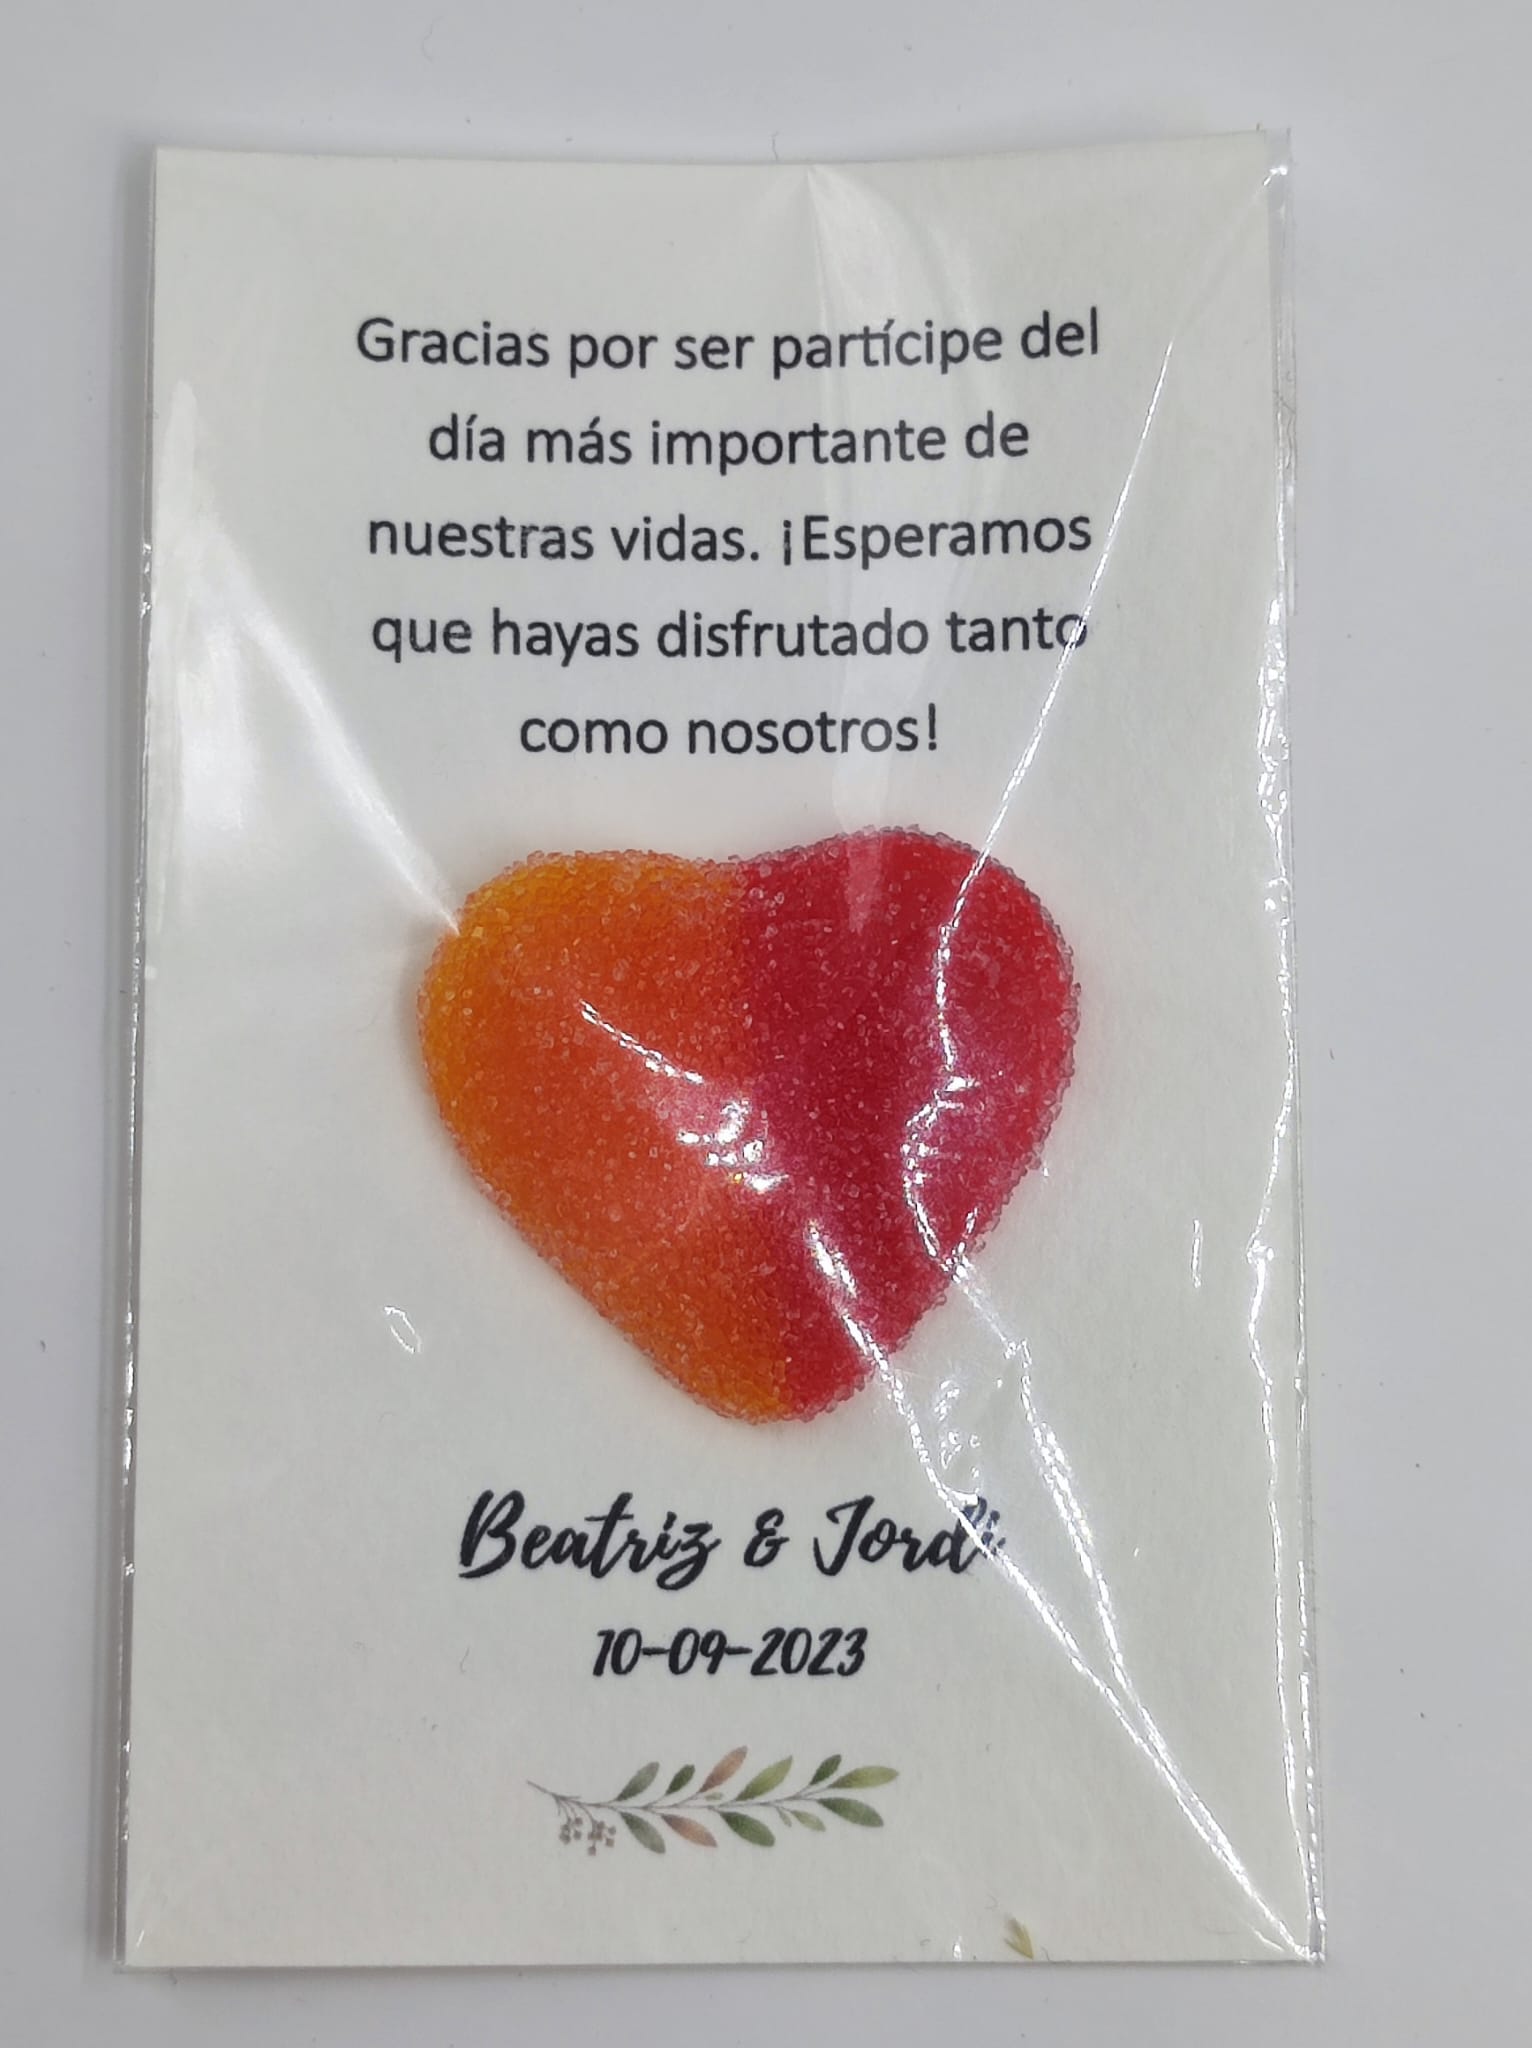 Gracias por ser partícipe del
día más importante de
nuestras vidas. ¡Esperamos
que hayas disfrutado tanto
como nosotros!
Beatriz & Jordi
10-09-2023